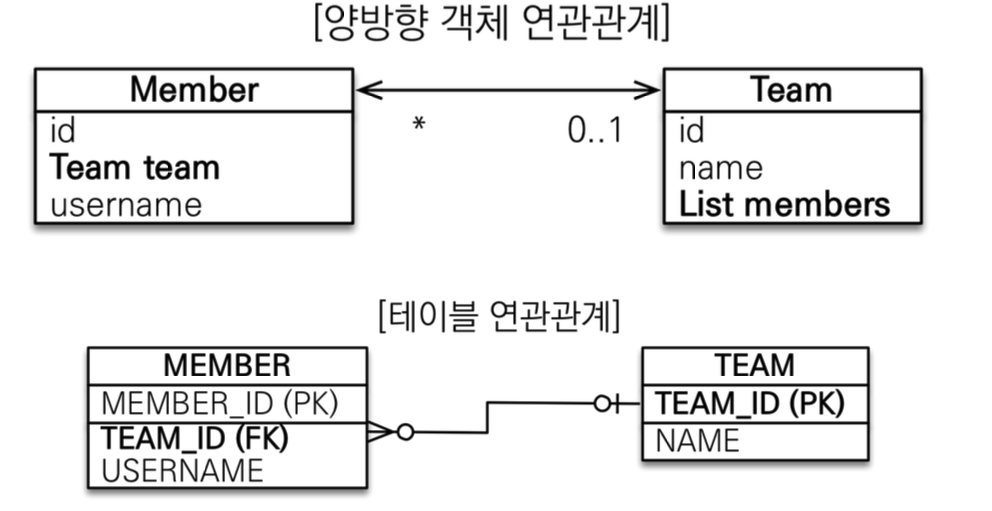 [양방향 객체 연관관계]
Member
id
Team team
username
* 0..1
Team
id
name
List members
[테이블 연관관계]
MEMBER
MEMBER_ID (PK)
TEAM_ID (FK)
USERNAME
TEAM
TEAM_ID (PK)
NAME